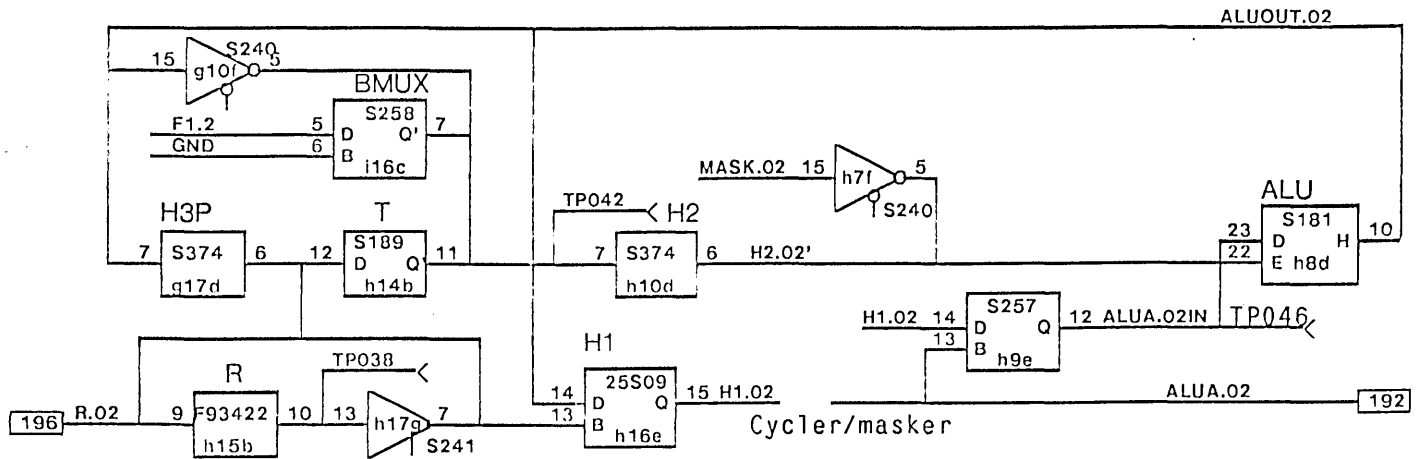 ALUOUT.02
S240
15 g10f 5
BMUX
S258
F1.2 5 D Q' 7
GND 6 B
i16c
MASK.02 15 h7f 5
S240
TP042
ALU
S181
23 D H 10
22 E h8d
H3P T H2
7 S374 6 12 S189 11 7 S374 6 H2.02'
D Q'
g17d h14b h10d
S257
H1.02 14 D Q 12 ALUA.02IN TP046
13 B
h9e
H1
TP038
R
25S09
14 D Q 15 H1.02
13 B
h16e
196 R.02 9 F93422 10 13 h17g 7
h15b S241
Cycler/masker
ALUA.02 192